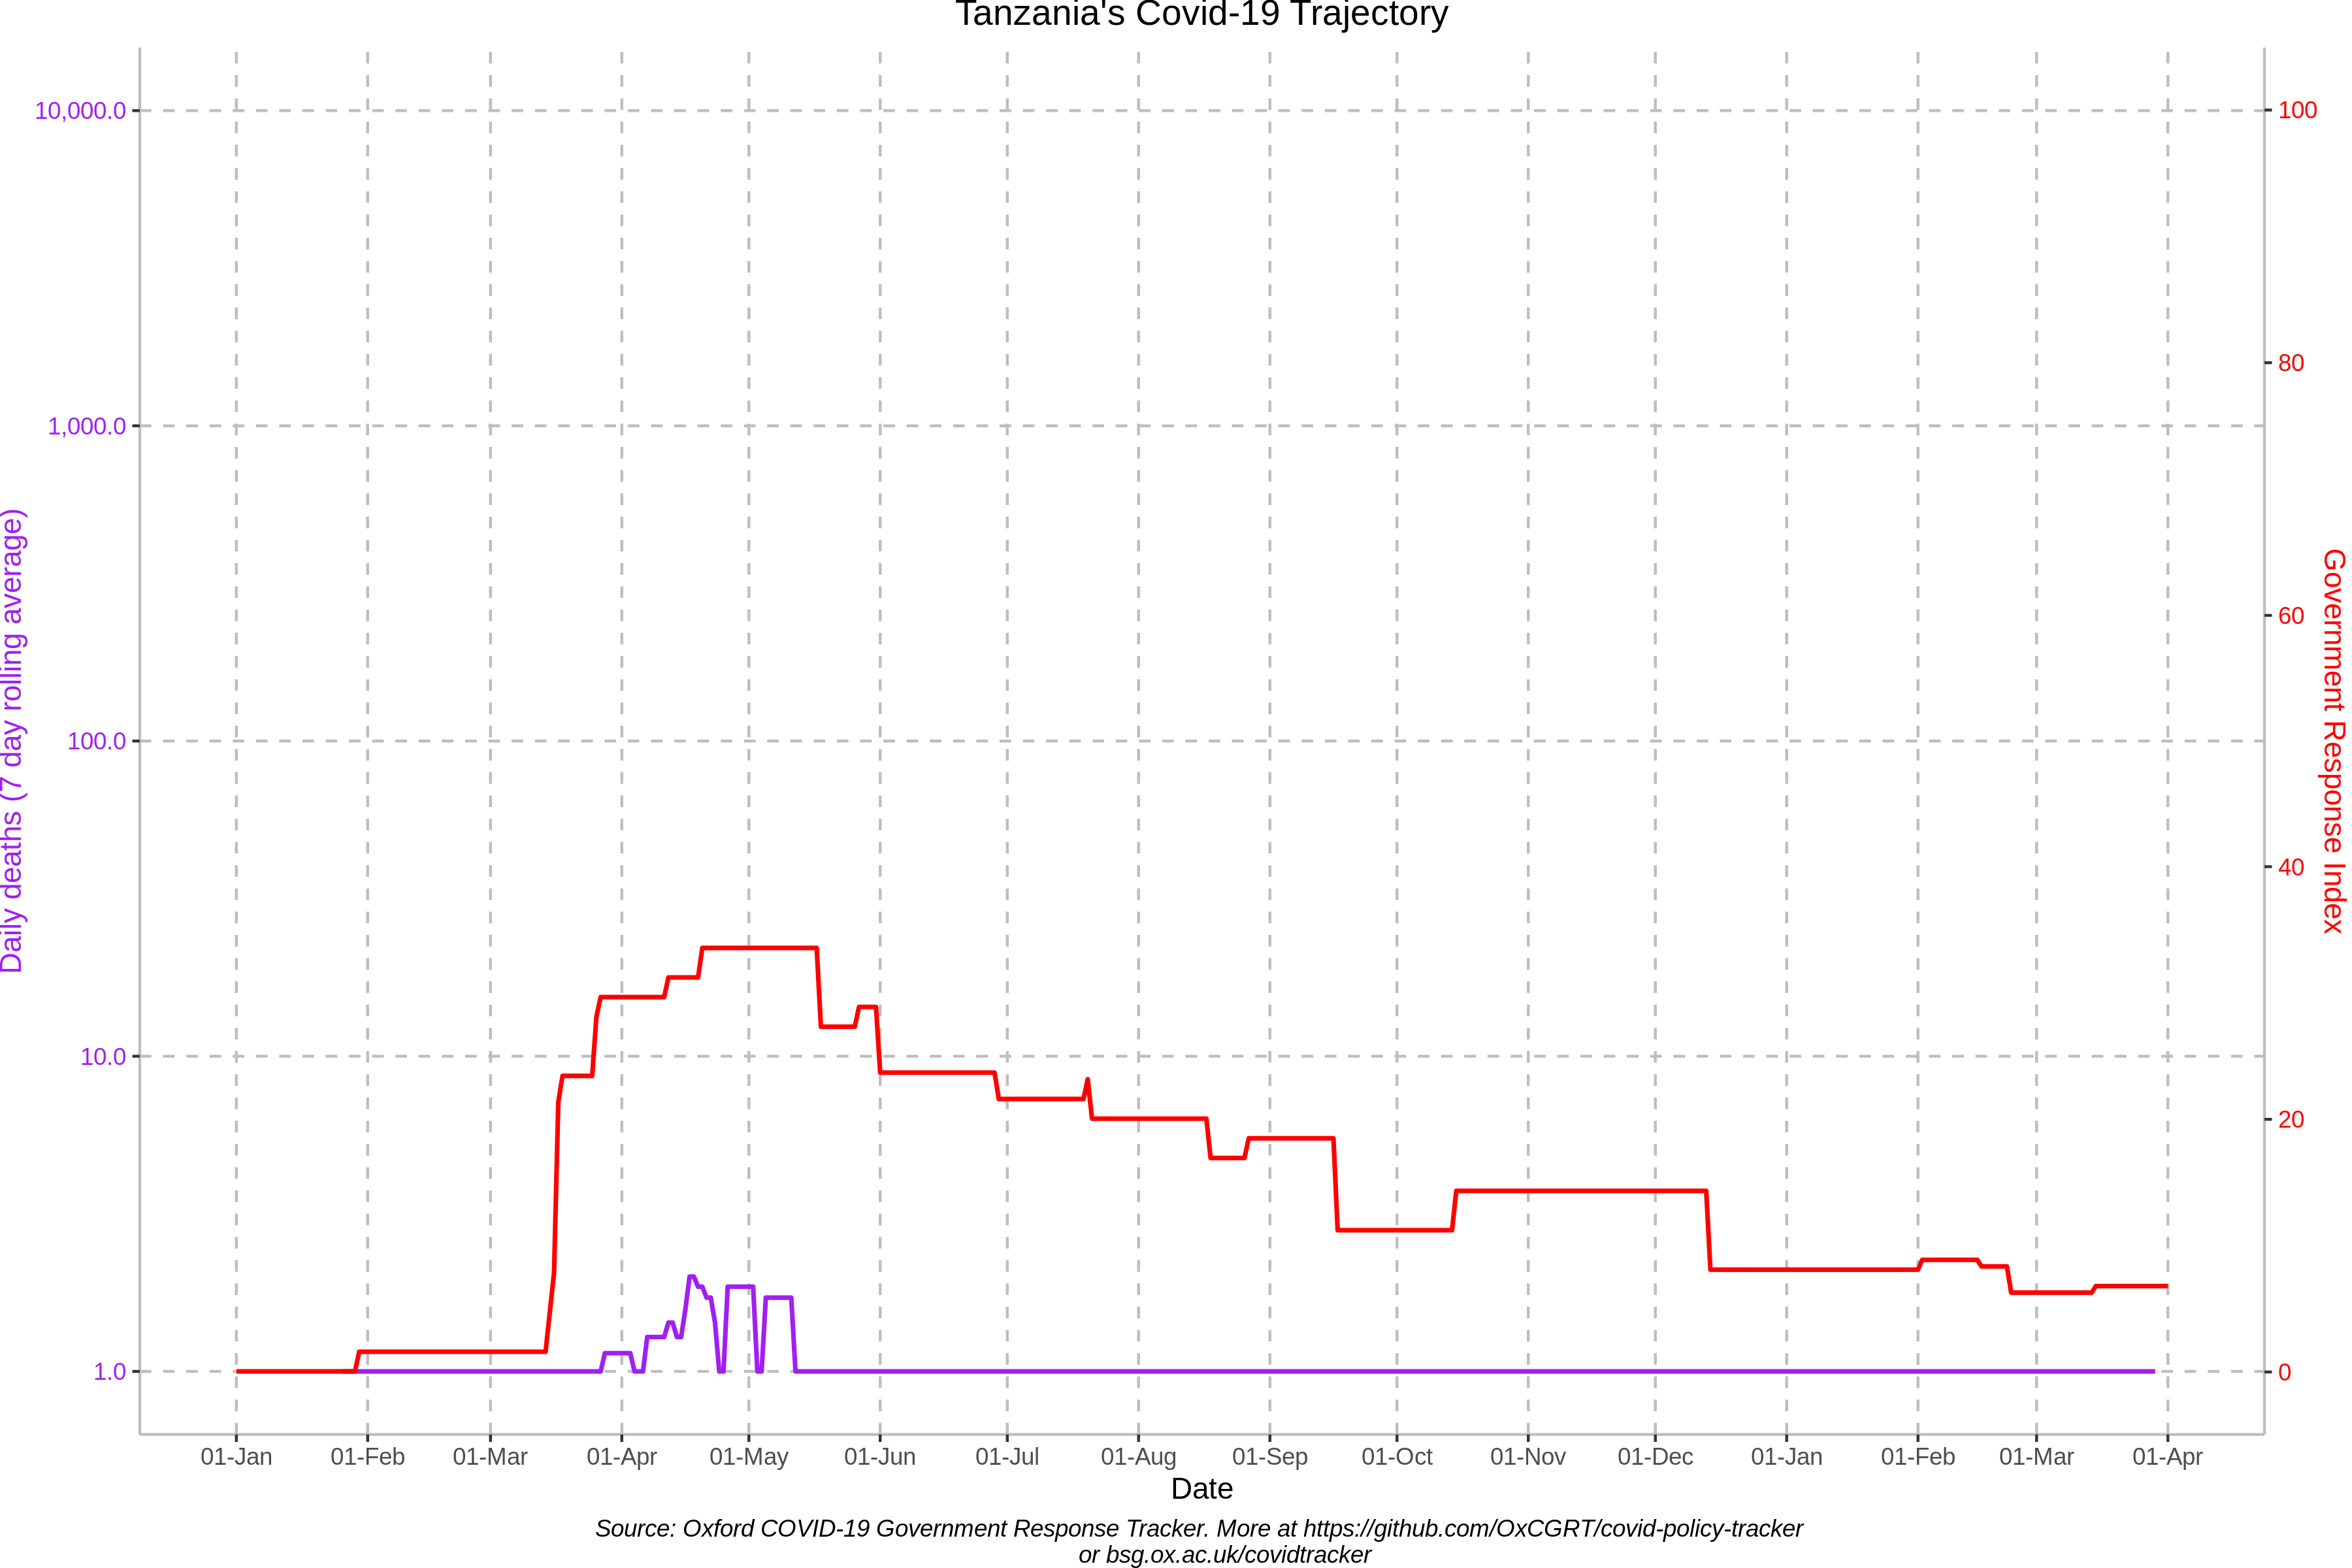 Tanzania's Covid-19 Trajectory
Daily deaths (7 day rolling average)
10,000.0
1,000.0
100.0
10.0
1.0
100
80
60
40
20
0
Government Response Index
01-Jan 01-Feb 01-Mar 01-Apr 01-May 01-Jun 01-Jul 01-Aug 01-Sep 01-Oct 01-Nov 01-Dec 01-Jan 01-Feb 01-Mar 01-Apr
Date
Source: Oxford COVID-19 Government Response Tracker. More at https://github.com/OxCGRT/covid-policy-tracker
or bsg.ox.ac.uk/covidtracker